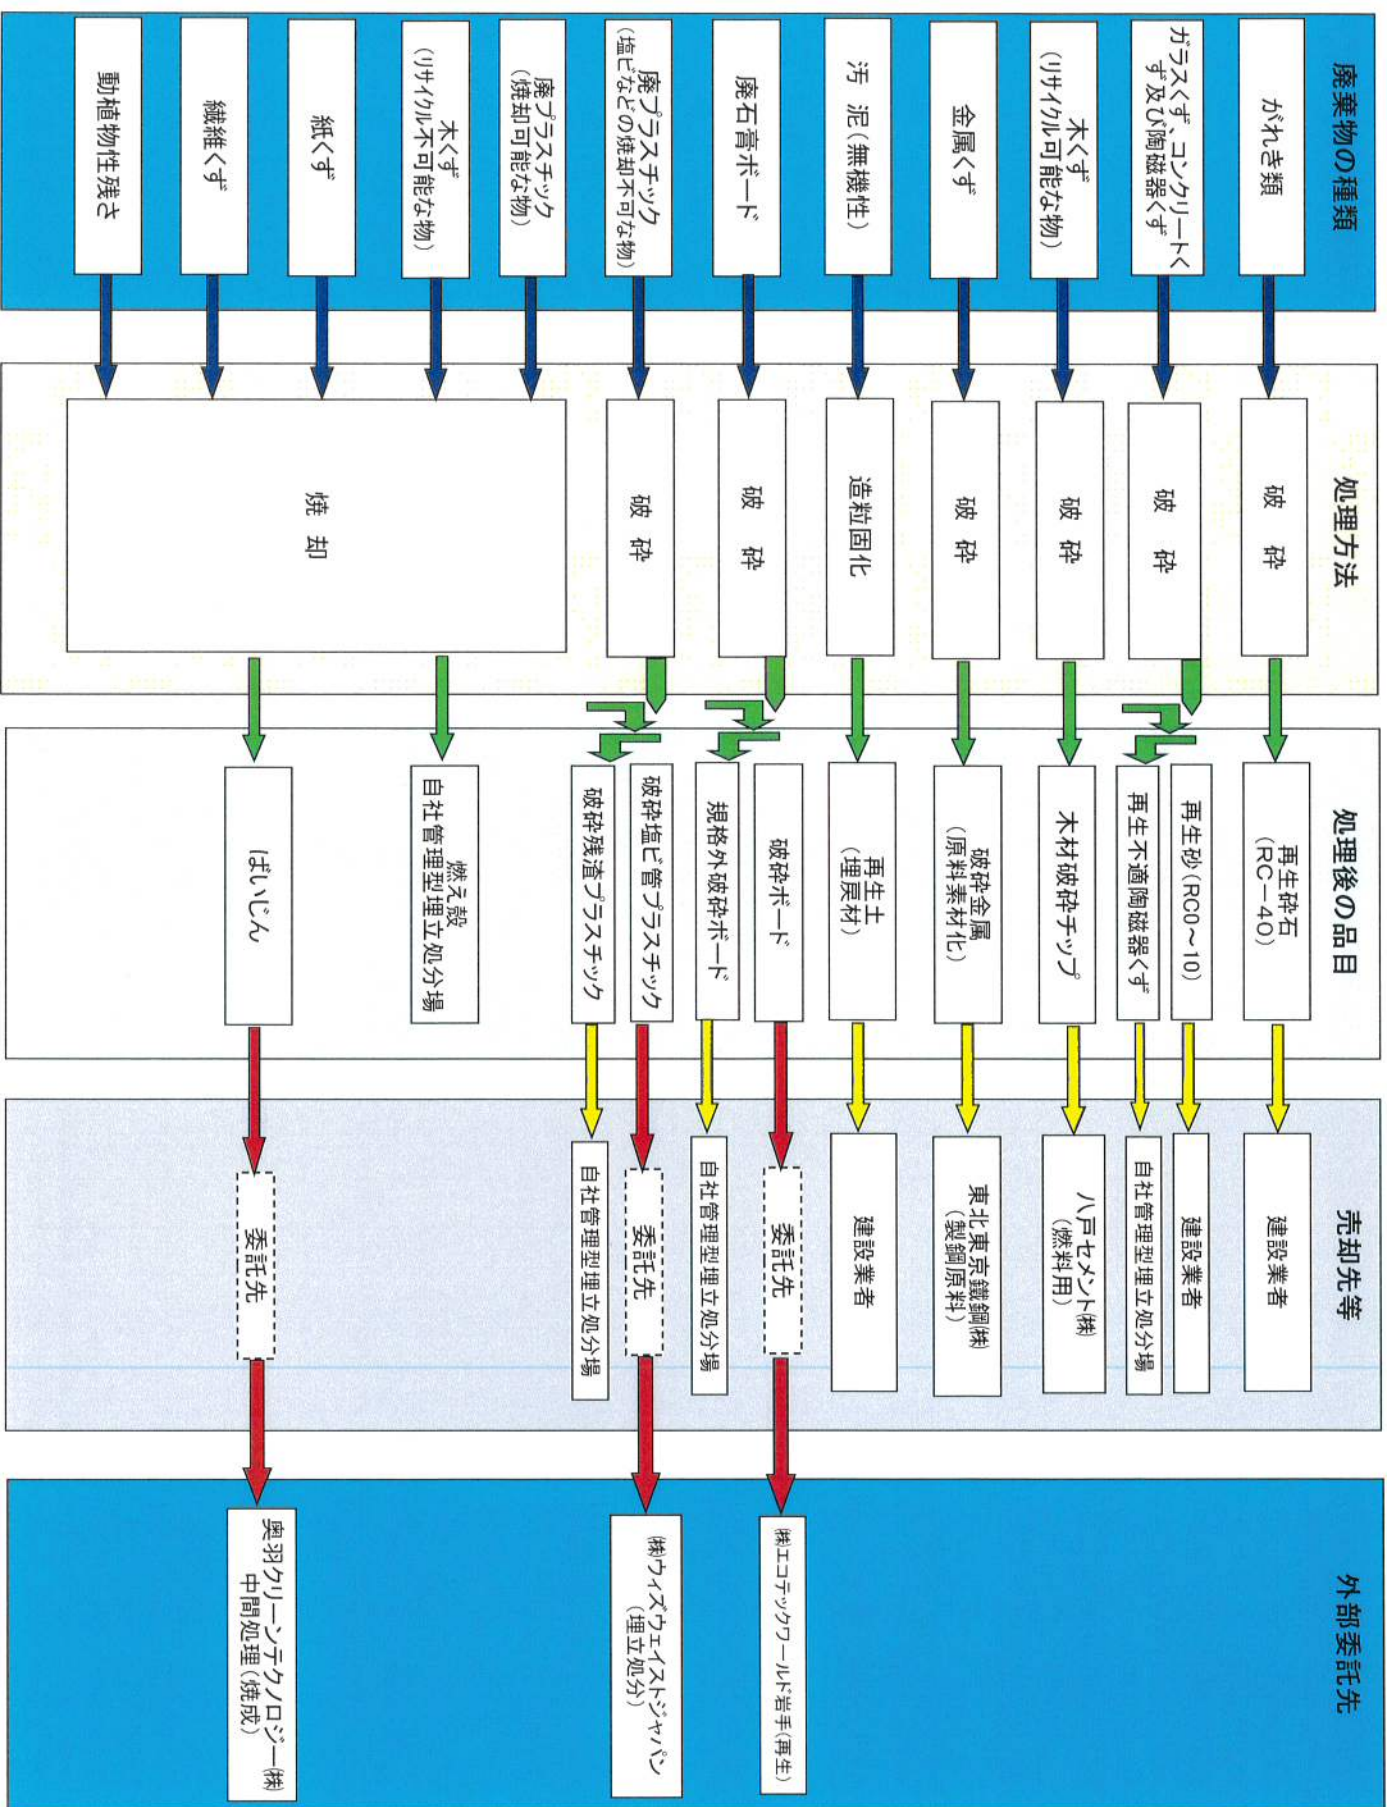 廃棄物の種類
がれき類
ガラスくず、コンクリートく
ず及び陶磁器くず
木くず
(リサイクル可能な物)
金属くず
汚 泥(無機性)
廃石膏ボード
廃プラスチック
(塩ビなどの焼却不可な物)
廃プラスチック
(焼却可能な物)
木くず
(リサイクル不可能な物)
紙くず
繊維くず
動植物性残さ
処理方法
破 砕
破 砕
破 砕
破 砕
造粒固化
破 砕
破 砕
焼 却
処理後の品目
再生砕石
(RC-40)
再生砂(RC0~10)
再生不適陶磁器くず
木材破砕チップ
破砕金属
(原料素材化)
再生土
(埋戻材)
破砕ボード
規格外破砕ボード
破砕塩ビ管プラスチック
破砕残渣プラスチック
燃え殻
自社管理型埋立処分場
ばいじん
売却先等
建設業者
建設業者
自社管理型埋立処分場
八戸セメント㈱
(燃料用)
東北東京鐵鋼㈱
(製鋼原料)
建設業者
委託先
自社管理型埋立処分場
委託先
自社管理型埋立処分場
委託先
外部委託先
㈱エコテックワールド岩手(再生)
㈱ウィズウェイストジャパン
(埋立処分)
奥羽クリーンテクノロジー㈱
中間処理(焼成)